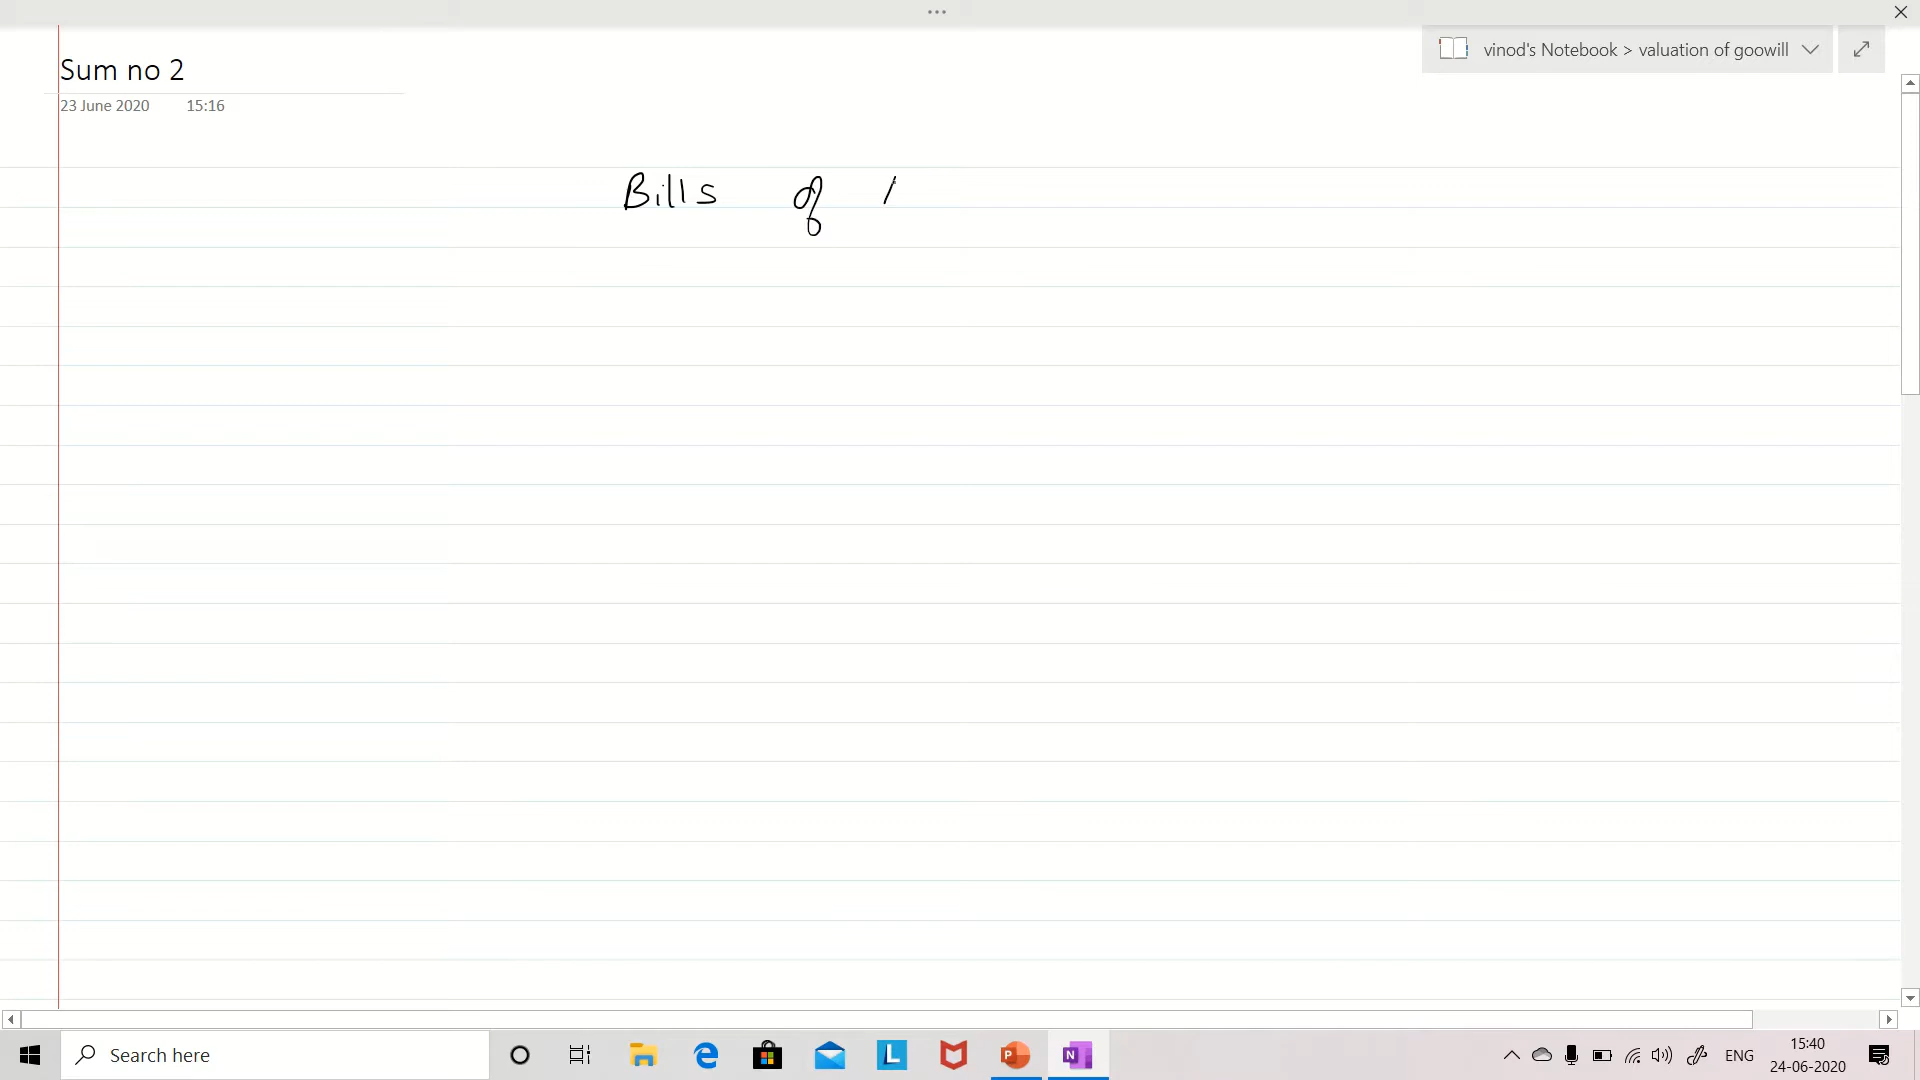 vinod's Notebook > valuation of goowill
Sum no 2
23 June 2020 15:16
Bills of
Search here
ENG
15:40
24-06-2020